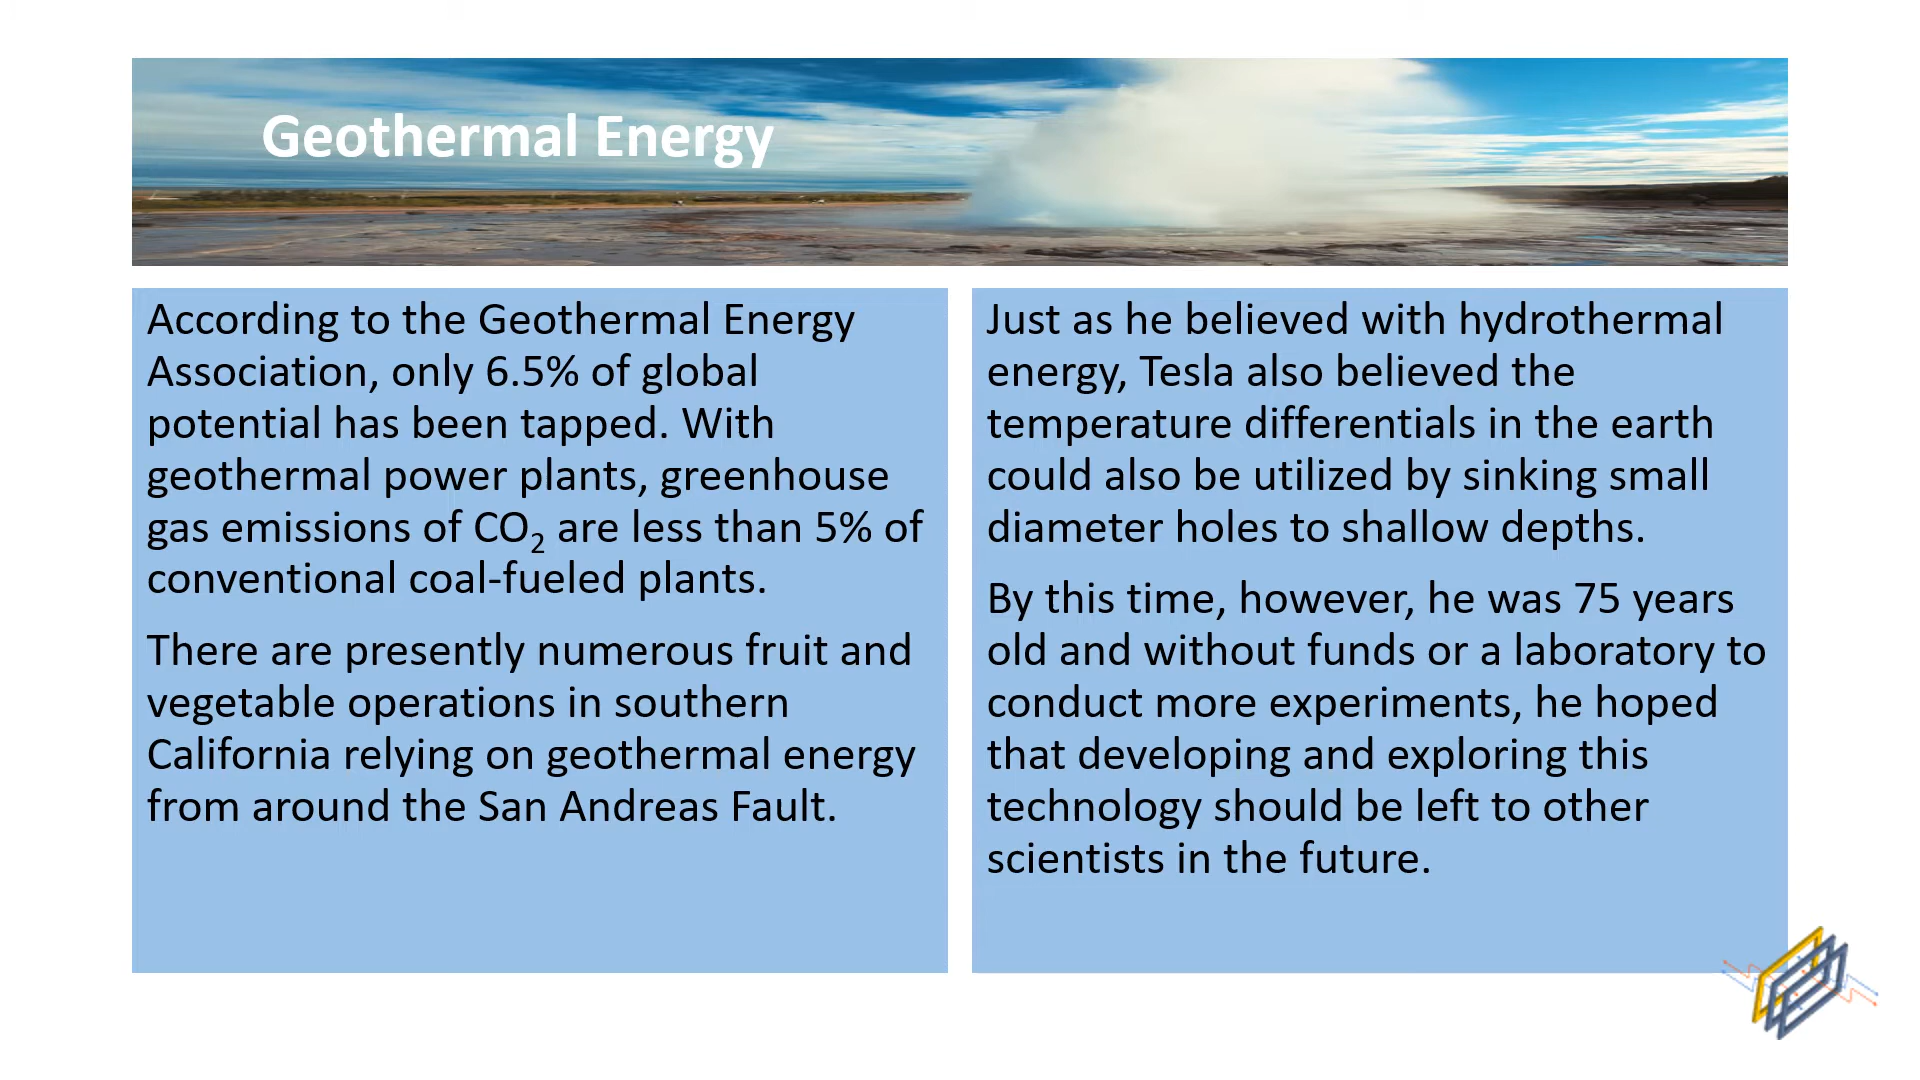 Geothermal Energy
According to the Geothermal Energy
Association, only 6.5% of global
potential has been tapped. With
geothermal power plants, greenhouse
gas emissions of CO₂ are less than 5% of
conventional coal-fueled plants.
There are presently numerous fruit and
vegetable operations in southern
California relying on geothermal energy
from around the San Andreas Fault.
Just as he believed with hydrothermal
energy, Tesla also believed the
temperature differentials in the earth
could also be utilized by sinking small
diameter holes to shallow depths.
By this time, however, he was 75 years
old and without funds or a laboratory to
conduct more experiments, he hoped
that developing and exploring this
technology should be left to other
scientists in the future.